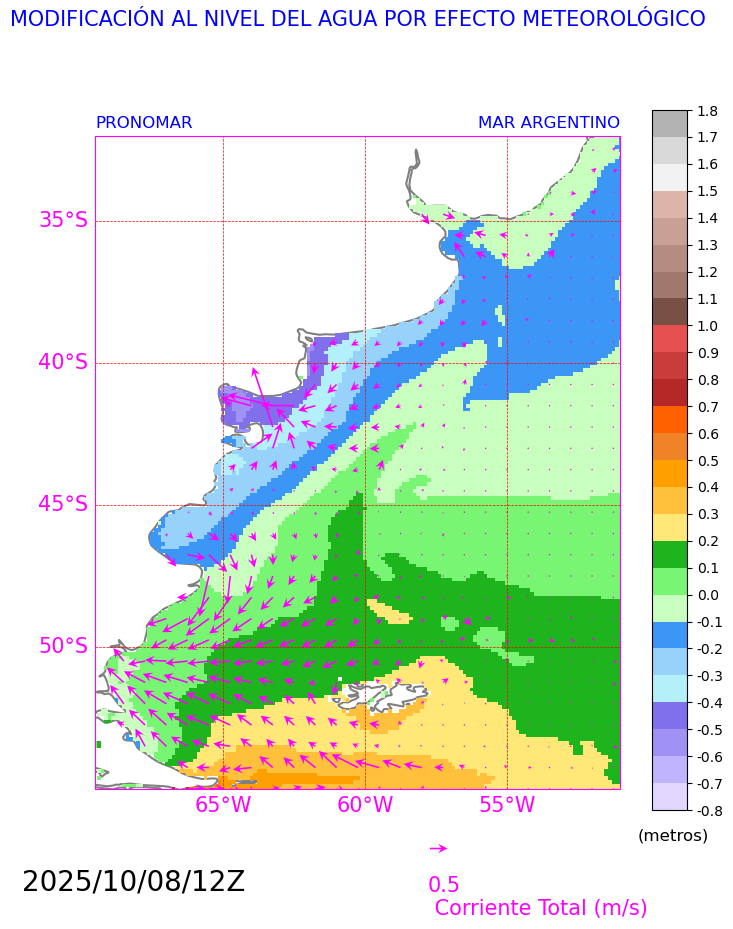 MODIFICACIÓN AL NIVEL DEL AGUA POR EFECTO METEOROLÓGICO
PRONOMAR MAR ARGENTINO
35°S
40°S
45°S
50°S
65°W 60°W 55°W
1.8
1.7
1.6
1.5
1.4
1.3
1.2
1.1
1.0
0.9
0.8
0.7
0.6
0.5
0.4
0.3
0.2
0.1
0.0
-0.1
-0.2
-0.3
-0.4
-0.5
-0.6
-0.7
-0.8
(metros)
2025/10/08/12Z
0.5
Corriente Total (m/s)